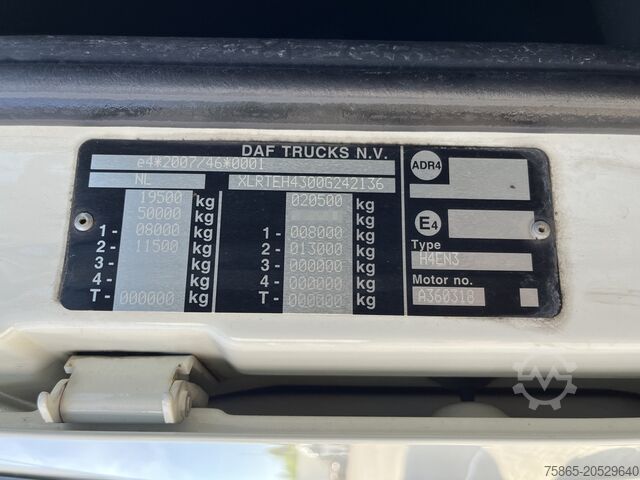 DAF TRUCKS N.V.
e4*2007/46*0001
NL XLRTEH4300G242136
19500 kg 020500 kg
50000 kg kg
1- 08000 kg 1- 008000 kg
2- 11500 kg 2- 013000 kg
3- kg 3- 000000 kg
4- kg 4- 000000 kg
T- 000000 kg T- 000000 kg
ADR4
E4
Type
H4EN3
Motor no.
A360318
75865-20529640